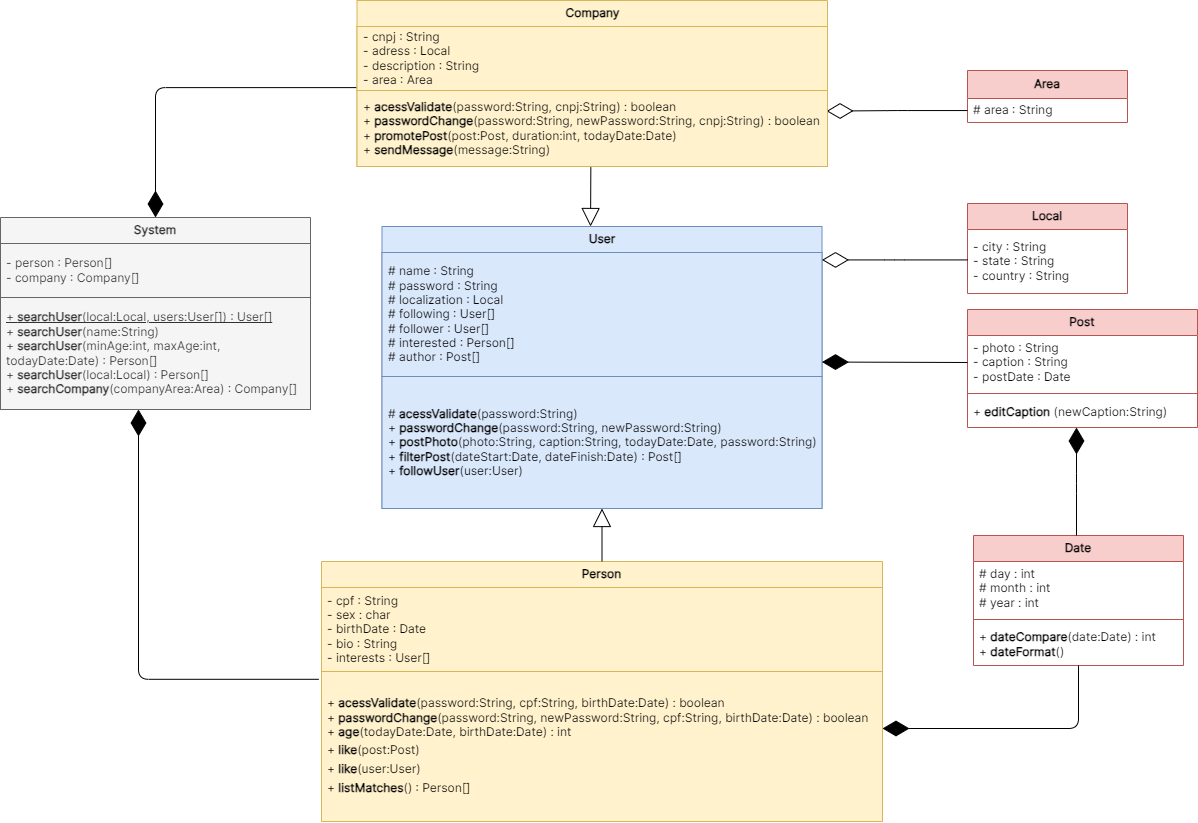 Company
- cnpj : String
- adress : Local
- description : String
- area : Area
+ acessValidate(password:String, cnpj:String) : boolean
+ passwordChange(password:String, newPassword:String, cnpj:String) : boolean
+ promotePost(post:Post, duration:int, todayDate:Date)
+ sendMessage(message:String)
Area
# area : String
System
- person : Person[]
- company : Company[]
+ searchUser(local:Local, users:User[]) : User[]
+ searchUser(name:String)
+ searchUser(minAge:int, maxAge:int,
todayDate:Date) : Person[]
+ searchUser(local:Local) : Person[]
+ searchCompany(companyArea:Area) : Company[]
User
# name : String
# password : String
# localization : Local
# following : User[]
# follower : User[]
# interested : Person[]
# author : Post[]
# acessValidate(password:String)
+ passwordChange(password:String, newPassword:String)
+ postPhoto(photo:String, caption:String, todayDate:Date, password:String)
+ filterPost(dateStart:Date, dateFinish:Date) : Post[]
+ followUser(user:User)
Local
- city : String
- state : String
- country : String
Post
- photo : String
- caption : String
- postDate : Date
+ editCaption (newCaption:String)
Date
# day : int
# month : int
# year : int
+ dateCompare(date:Date) : int
+ dateFormat()
Person
- cpf : String
- sex : char
- birthDate : Date
- bio : String
- interests : User[]
+ acessValidate(password:String, cpf:String, birthDate:Date) : boolean
+ passwordChange(password:String, newPassword:String, cpf:String, birthDate:Date) : boolean
+ age(todayDate:Date, birthDate:Date) : int
+ like(post:Post)
+ like(user:User)
+ listMatches() : Person[]